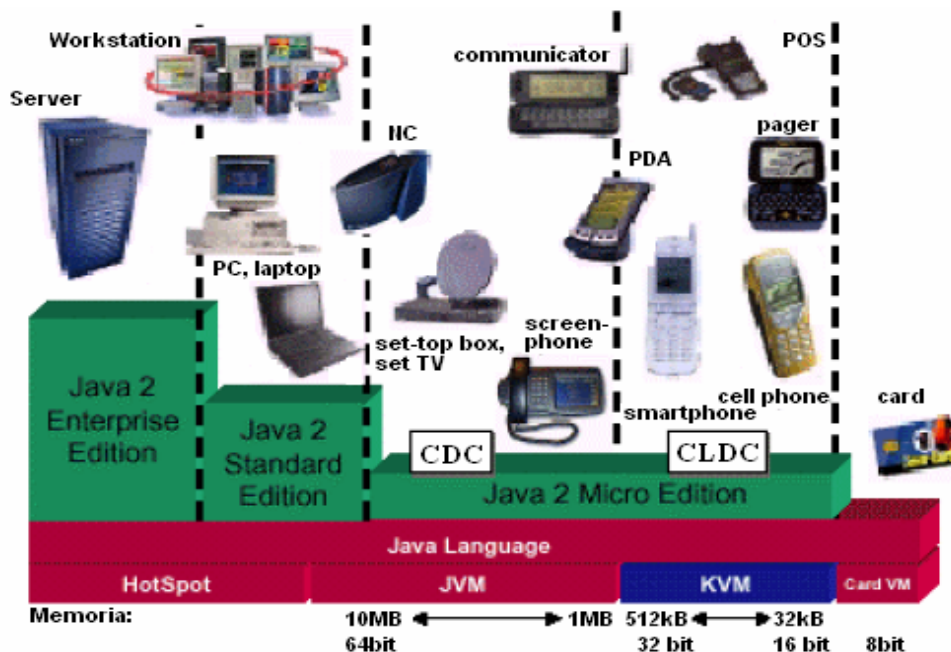 Workstation
communicator
POS
Server
NC
pager
PDA
PC, laptop
set-top box,
set TV
screen-
phone
smartphone
cell phone
card
Java 2
Enterprise
Edition
Java 2
Standard
Edition
CDC
CLDC
Java 2 Micro Edition
Java Language
HotSpot
JVM
KVM
Card VM
Memoria:
10MB
1MB
512kB
32kB
64bit
32 bit
16 bit
8bit